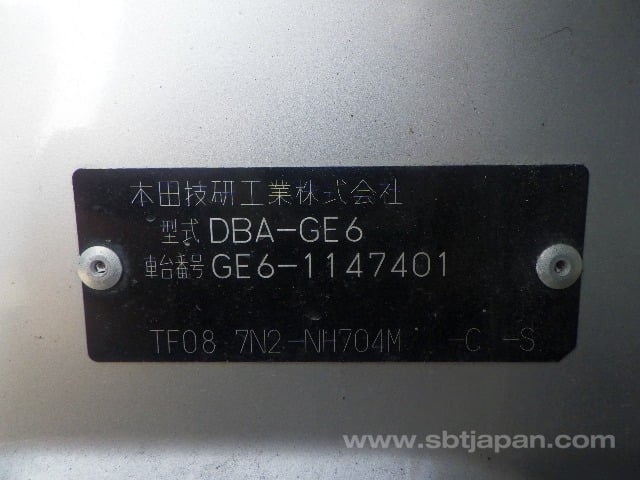 本田技研工業株式会社
型式 DBA-GE6
車台番号 GE6-1147401
TF08 7N2-NH704M -C -S
www.sbtjapan.com